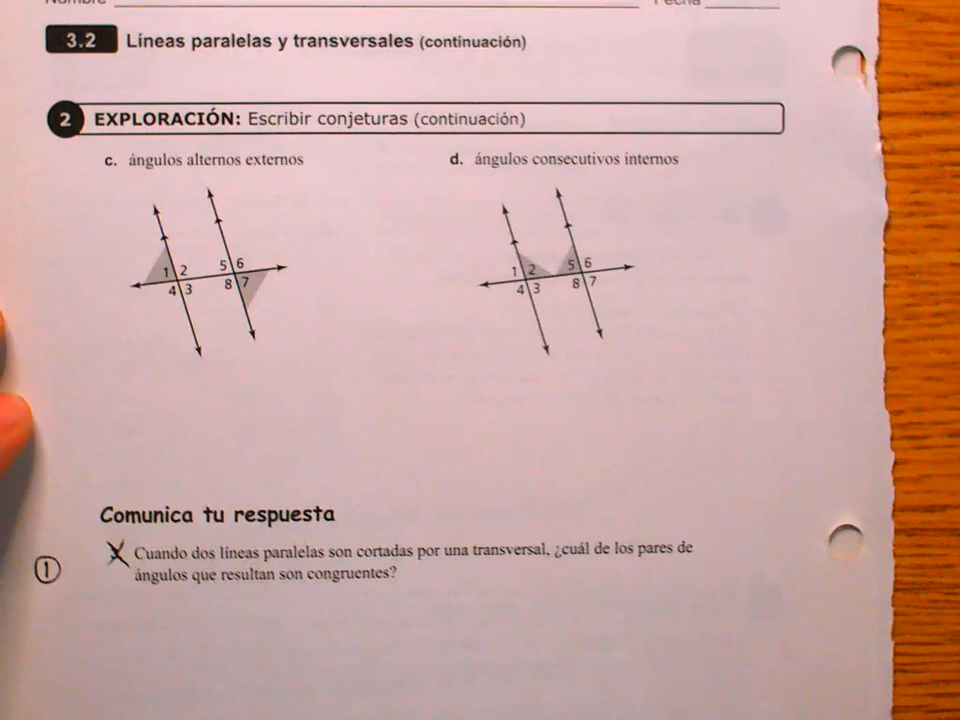 Nombre Fecha
3.2 Líneas paralelas y transversales (continuación)
2 EXPLORACIÓN: Escribir conjeturas (continuación)
c. ángulos alternos externos
d. ángulos consecutivos internos
1 2 5 6
4 3 8 7
1 2 5 6
4 3 8 7
Comunica tu respuesta
Cuando dos líneas paralelas son cortadas por una transversal, ¿cuál de los pares de
1 ángulos que resultan son congruentes?